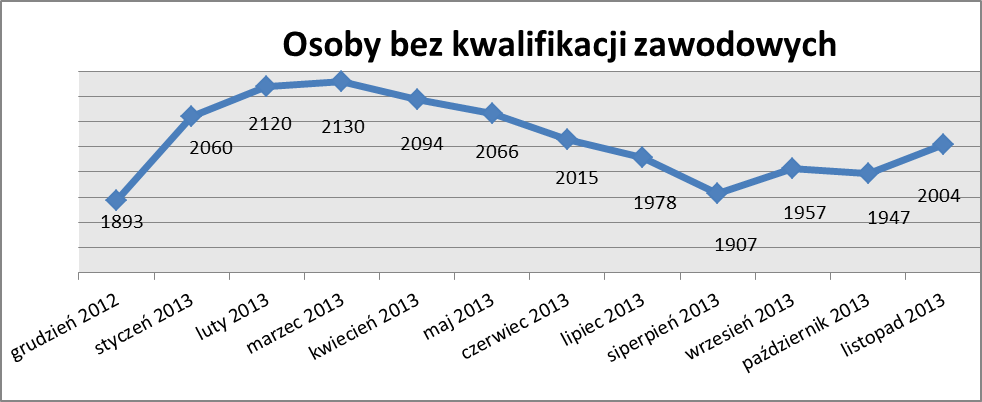 Osoby bez kwalifikacji zawodowych
1893
2060
2120
2130
2094
2066
2015
1978
1907
1957
1947
2004
grudzień 2012
styczeń 2013
luty 2013
marzec 2013
kwiecień 2013
maj 2013
czerwiec 2013
lipiec 2013
siperpień 2013
wrzesień 2013
październik 2013
listopad 2013